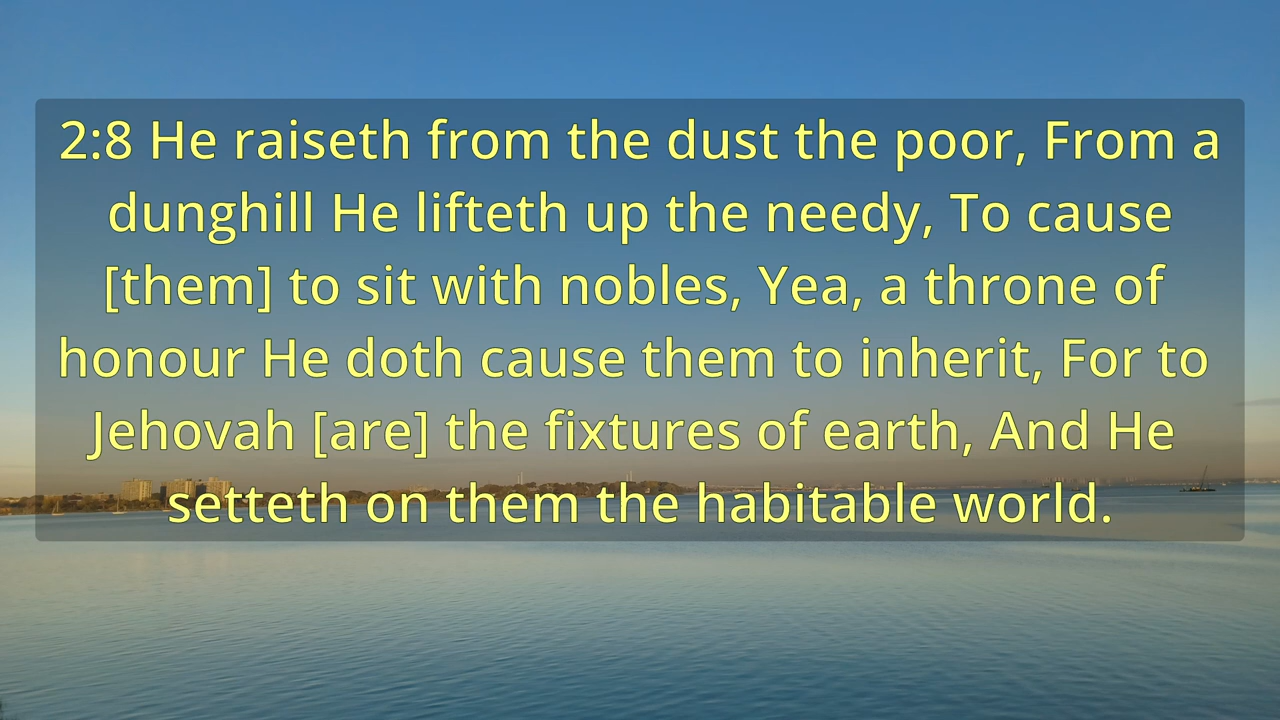 2:8 He raiseth from the dust the poor, From a
dunghill He lifteth up the needy, To cause
[them] to sit with nobles, Yea, a throne of
honour He doth cause them to inherit, For to
Jehovah [are] the fixtures of earth, And He
setteth on them the habitable world.